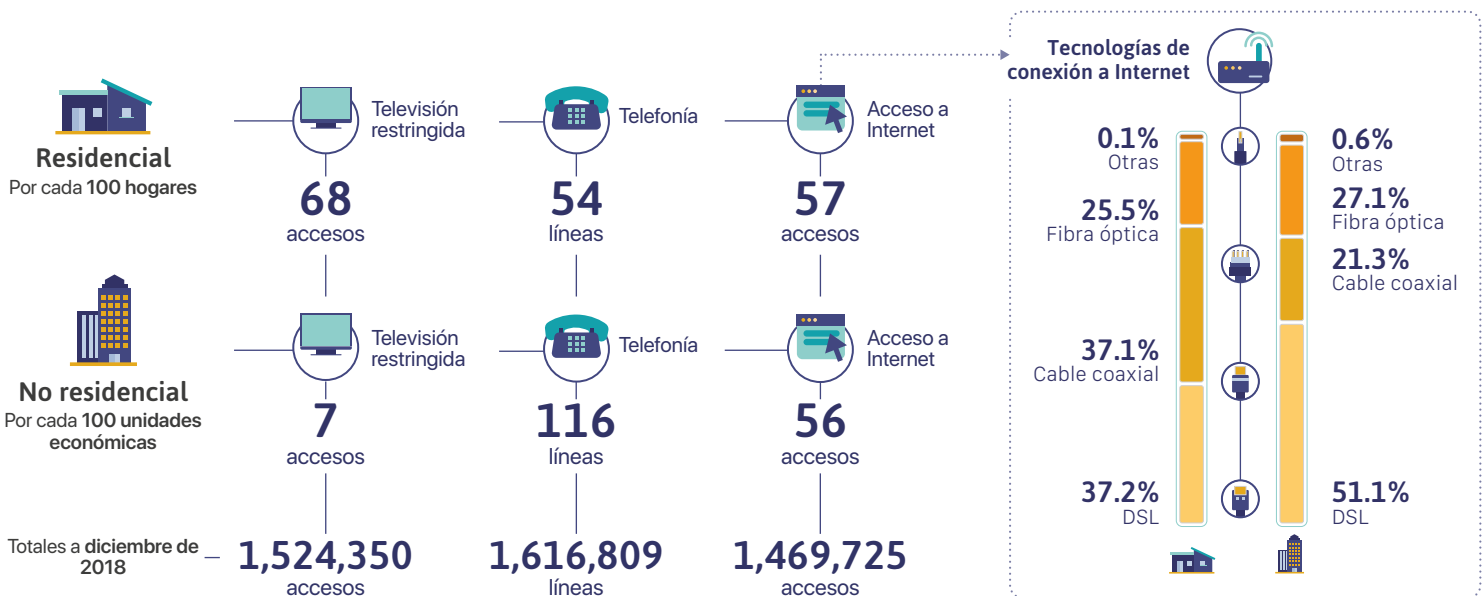 Residencial
Por cada 100 hogares
Televisión
restringida
68
accesos
Telefonía
54
líneas
Acceso a
Internet
57
accesos
No residencial
Por cada 100 unidades
económicas
Televisión
restringida
7
accesos
Telefonía
116
líneas
Acceso a
Internet
56
accesos
Totales a diciembre de
2018
1,524,350
accesos
1,616,809
líneas
1,469,725
accesos
Tecnologías de
conexión a Internet
0.1%
Otras
25.5%
Fibra óptica
37.1%
Cable coaxial
37.2%
DSL
0.6%
Otras
27.1%
Fibra óptica
21.3%
Cable coaxial
51.1%
DSL